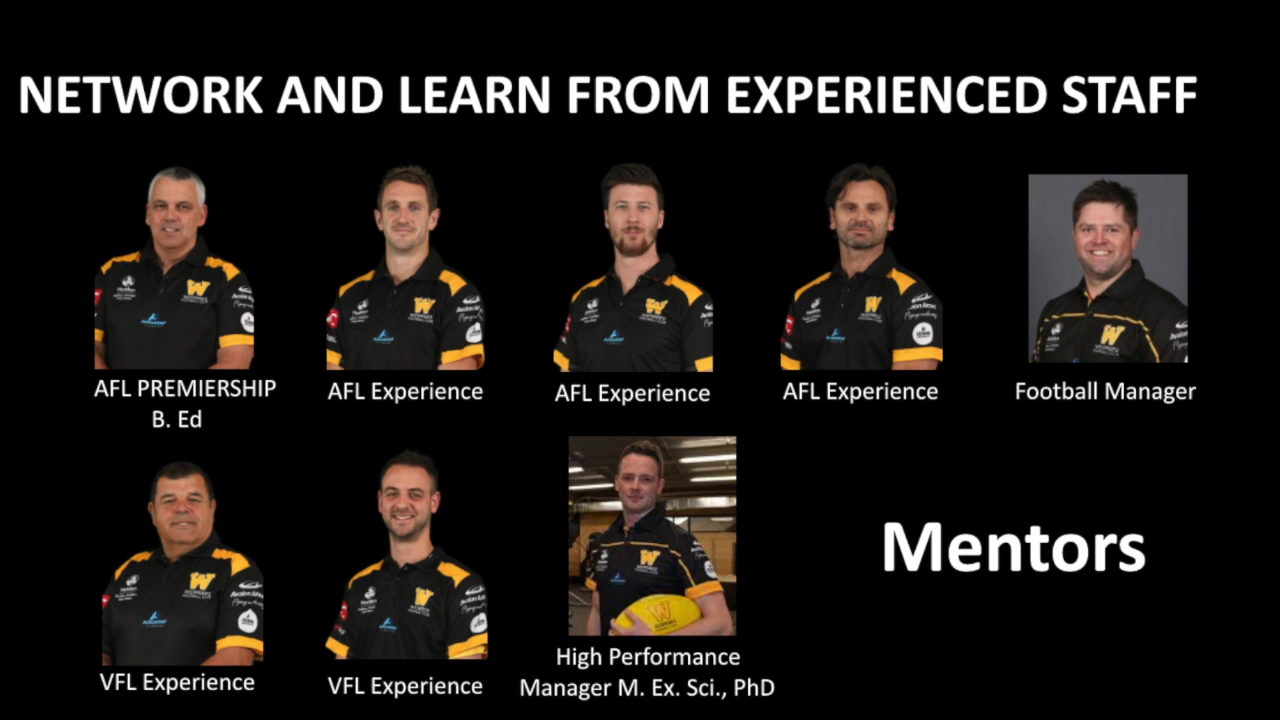 NETWORK AND LEARN FROM EXPERIENCED STAFF
AFL PREMIERSHIP
B. Ed
AFL Experience
AFL Experience
AFL Experience
Football Manager
VFL Experience
VFL Experience
High Performance
Manager M. Ex. Sci., PhD
Mentors